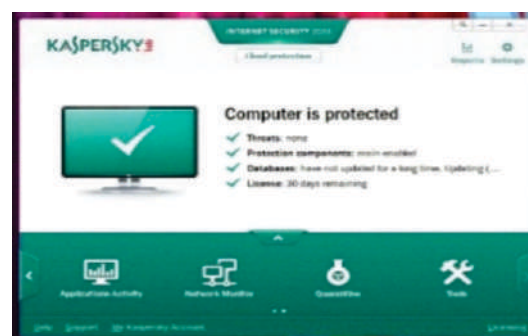 KASPERSKY lab
INTERNET SECURITY
Cloud protection
Reports Settings
Computer is protected
Threats: none
Protection components: main enabled
Databases: have not updated for a long time. Updating (...
License: 30 days remaining
Applications Activity Network Monitor Quarantine Tools
Help Support My Kaspersky Account Licensing